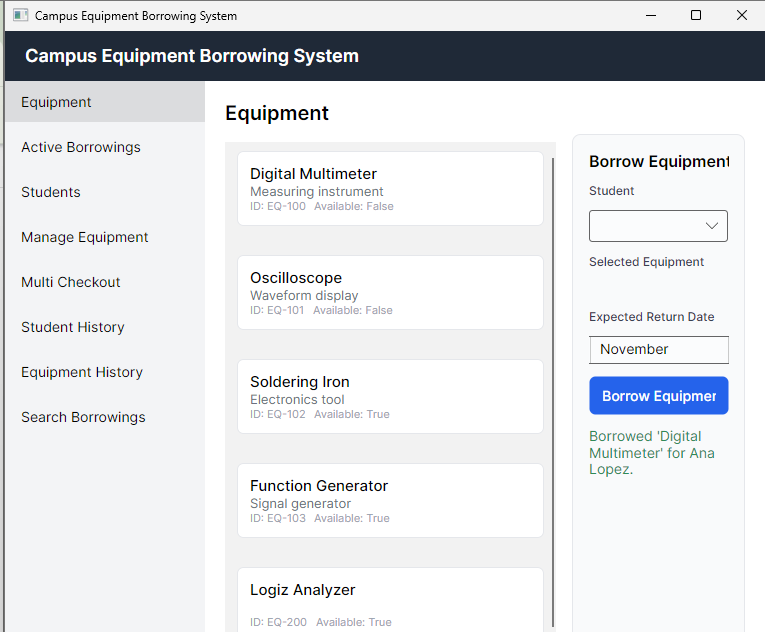 Campus Equipment Borrowing System
Campus Equipment Borrowing System
Equipment
Active Borrowings
Students
Manage Equipment
Multi Checkout
Student History
Equipment History
Search Borrowings
Equipment
Digital Multimeter
Measuring instrument
ID: EQ-100 Available: False
Oscilloscope
Waveform display
ID: EQ-101 Available: False
Soldering Iron
Electronics tool
ID: EQ-102 Available: True
Function Generator
Signal generator
ID: EQ-103 Available: True
Logiz Analyzer
ID: EQ-200 Available: True
Borrow Equipment
Student
Selected Equipment
Expected Return Date
November
Borrow Equipmer
Borrowed 'Digital
Multimeter' for Ana
Lopez.